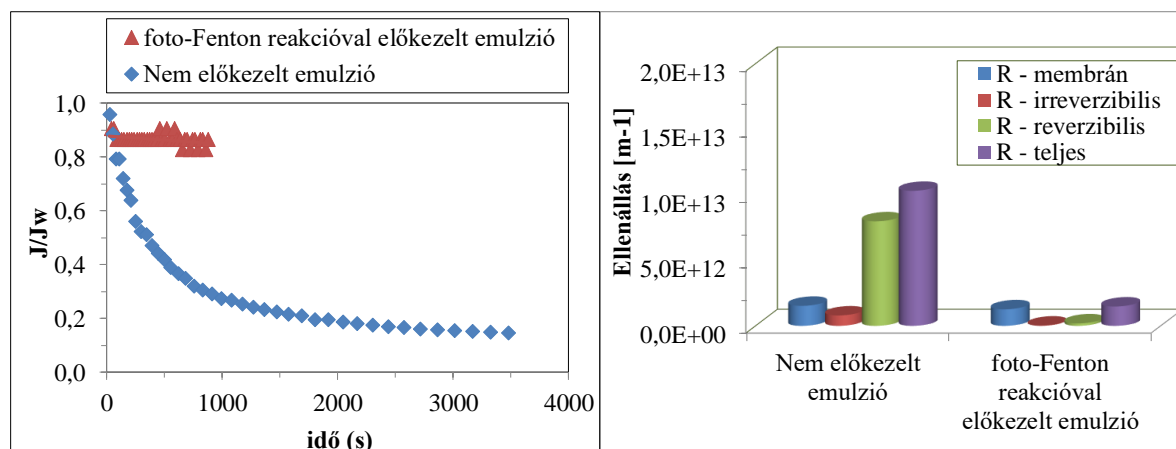 foto-Fenton reakcióval előkezelt emulzió
Nem előkezelt emulzió
1,0
0,8
0,6
0,4
0,2
0,0
J/Jw
0
1000
2000
3000
4000
idő (s)
2,0E+13
1,5E+13
1,0E+13
5,0E+12
0,0E+00
Ellenállás [m-1]
R - membrán
R - irreverzibilis
R - reverzibilis
R - teljes
Nem előkezelt
emulzió
foto-Fenton
reakcióval
előkezelt emulzió